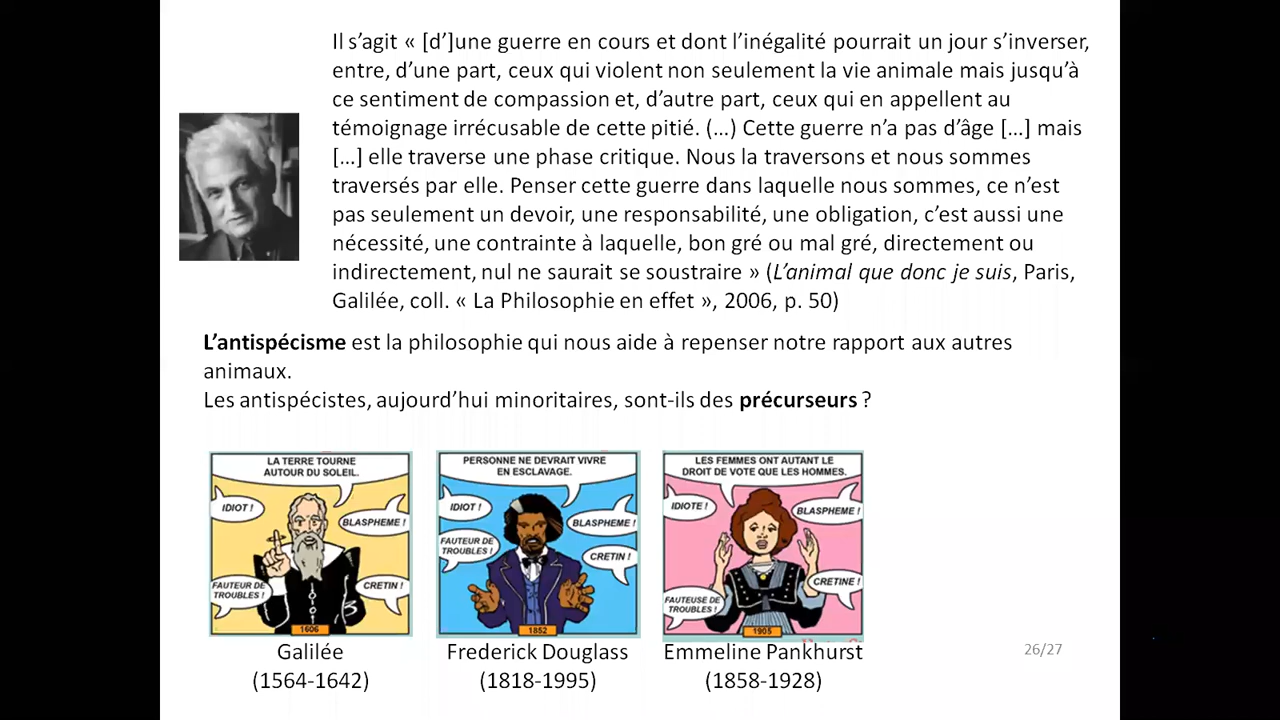 Il s’agit « [d’]une guerre en cours et dont l’inégalité pourrait un jour s’inverser,
entre, d’une part, ceux qui violent non seulement la vie animale mais jusqu’à
ce sentiment de compassion et, d’autre part, ceux qui en appellent au
témoignage irrécusable de cette pitié. (…) Cette guerre n’a pas d’âge […] mais
[…] elle traverse une phase critique. Nous la traversons et nous sommes
traversés par elle. Penser cette guerre dans laquelle nous sommes, ce n’est
pas seulement un devoir, une responsabilité, une obligation, c’est aussi une
nécessité, une contrainte à laquelle, bon gré ou mal gré, directement ou
indirectement, nul ne saurait se soustraire » (L’animal que donc je suis, Paris,
Galilée, coll. « La Philosophie en effet », 2006, p. 50)
L’antispécisme est la philosophie qui nous aide à repenser notre rapport aux autres
animaux.
Les antispécistes, aujourd’hui minoritaires, sont-ils des précurseurs ?
LA TERRE TOURNE
AUTOUR DU SOLEIL.
IDIOT !
BLASPHEME !
FAUTEUR DE
TROUBLES !
CRETIN !
1606
PERSONNE NE DEVRAIT VIVRE
EN ESCLAVAGE.
IDIOT !
BLASPHEME !
FAUTEUR DE
TROUBLES !
CRETIN !
1852
LES FEMMES ONT AUTANT LE
DROIT DE VOTE QUE LES HOMMES.
IDIOTE !
BLASPHEME !
CRETINE !
FAUTEUSE DE
TROUBLES !
1905
Galilée
(1564-1642)
Frederick Douglass
(1818-1995)
Emmeline Pankhurst
(1858-1928)
26/27